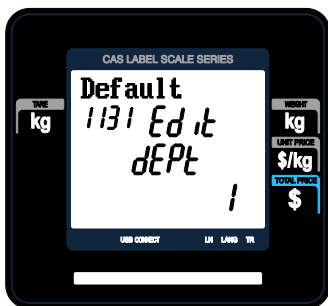 CAS LABEL SCALE SERIES
Default
1131 Edit
dEPt
1
TARE
kg
WEIGHT
kg
UNIT PRICE
$/kg
TOTAL PRICE
$
USB CONNECT LN LANG TR